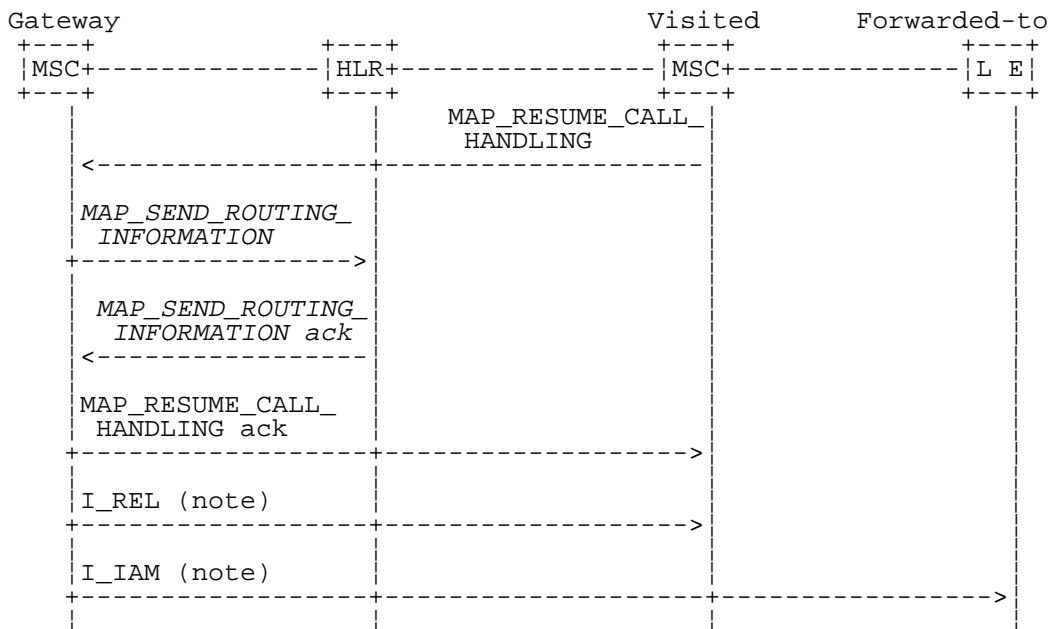 Gateway Visited Forwarded-to
MSC HLR MSC L E
MAP_RESUME_CALL_
HANDLING
MAP_SEND_ROUTING_
INFORMATION
MAP_SEND_ROUTING_
INFORMATION ack
MAP_RESUME_CALL_
HANDLING ack
I_REL (note)
I_IAM (note)